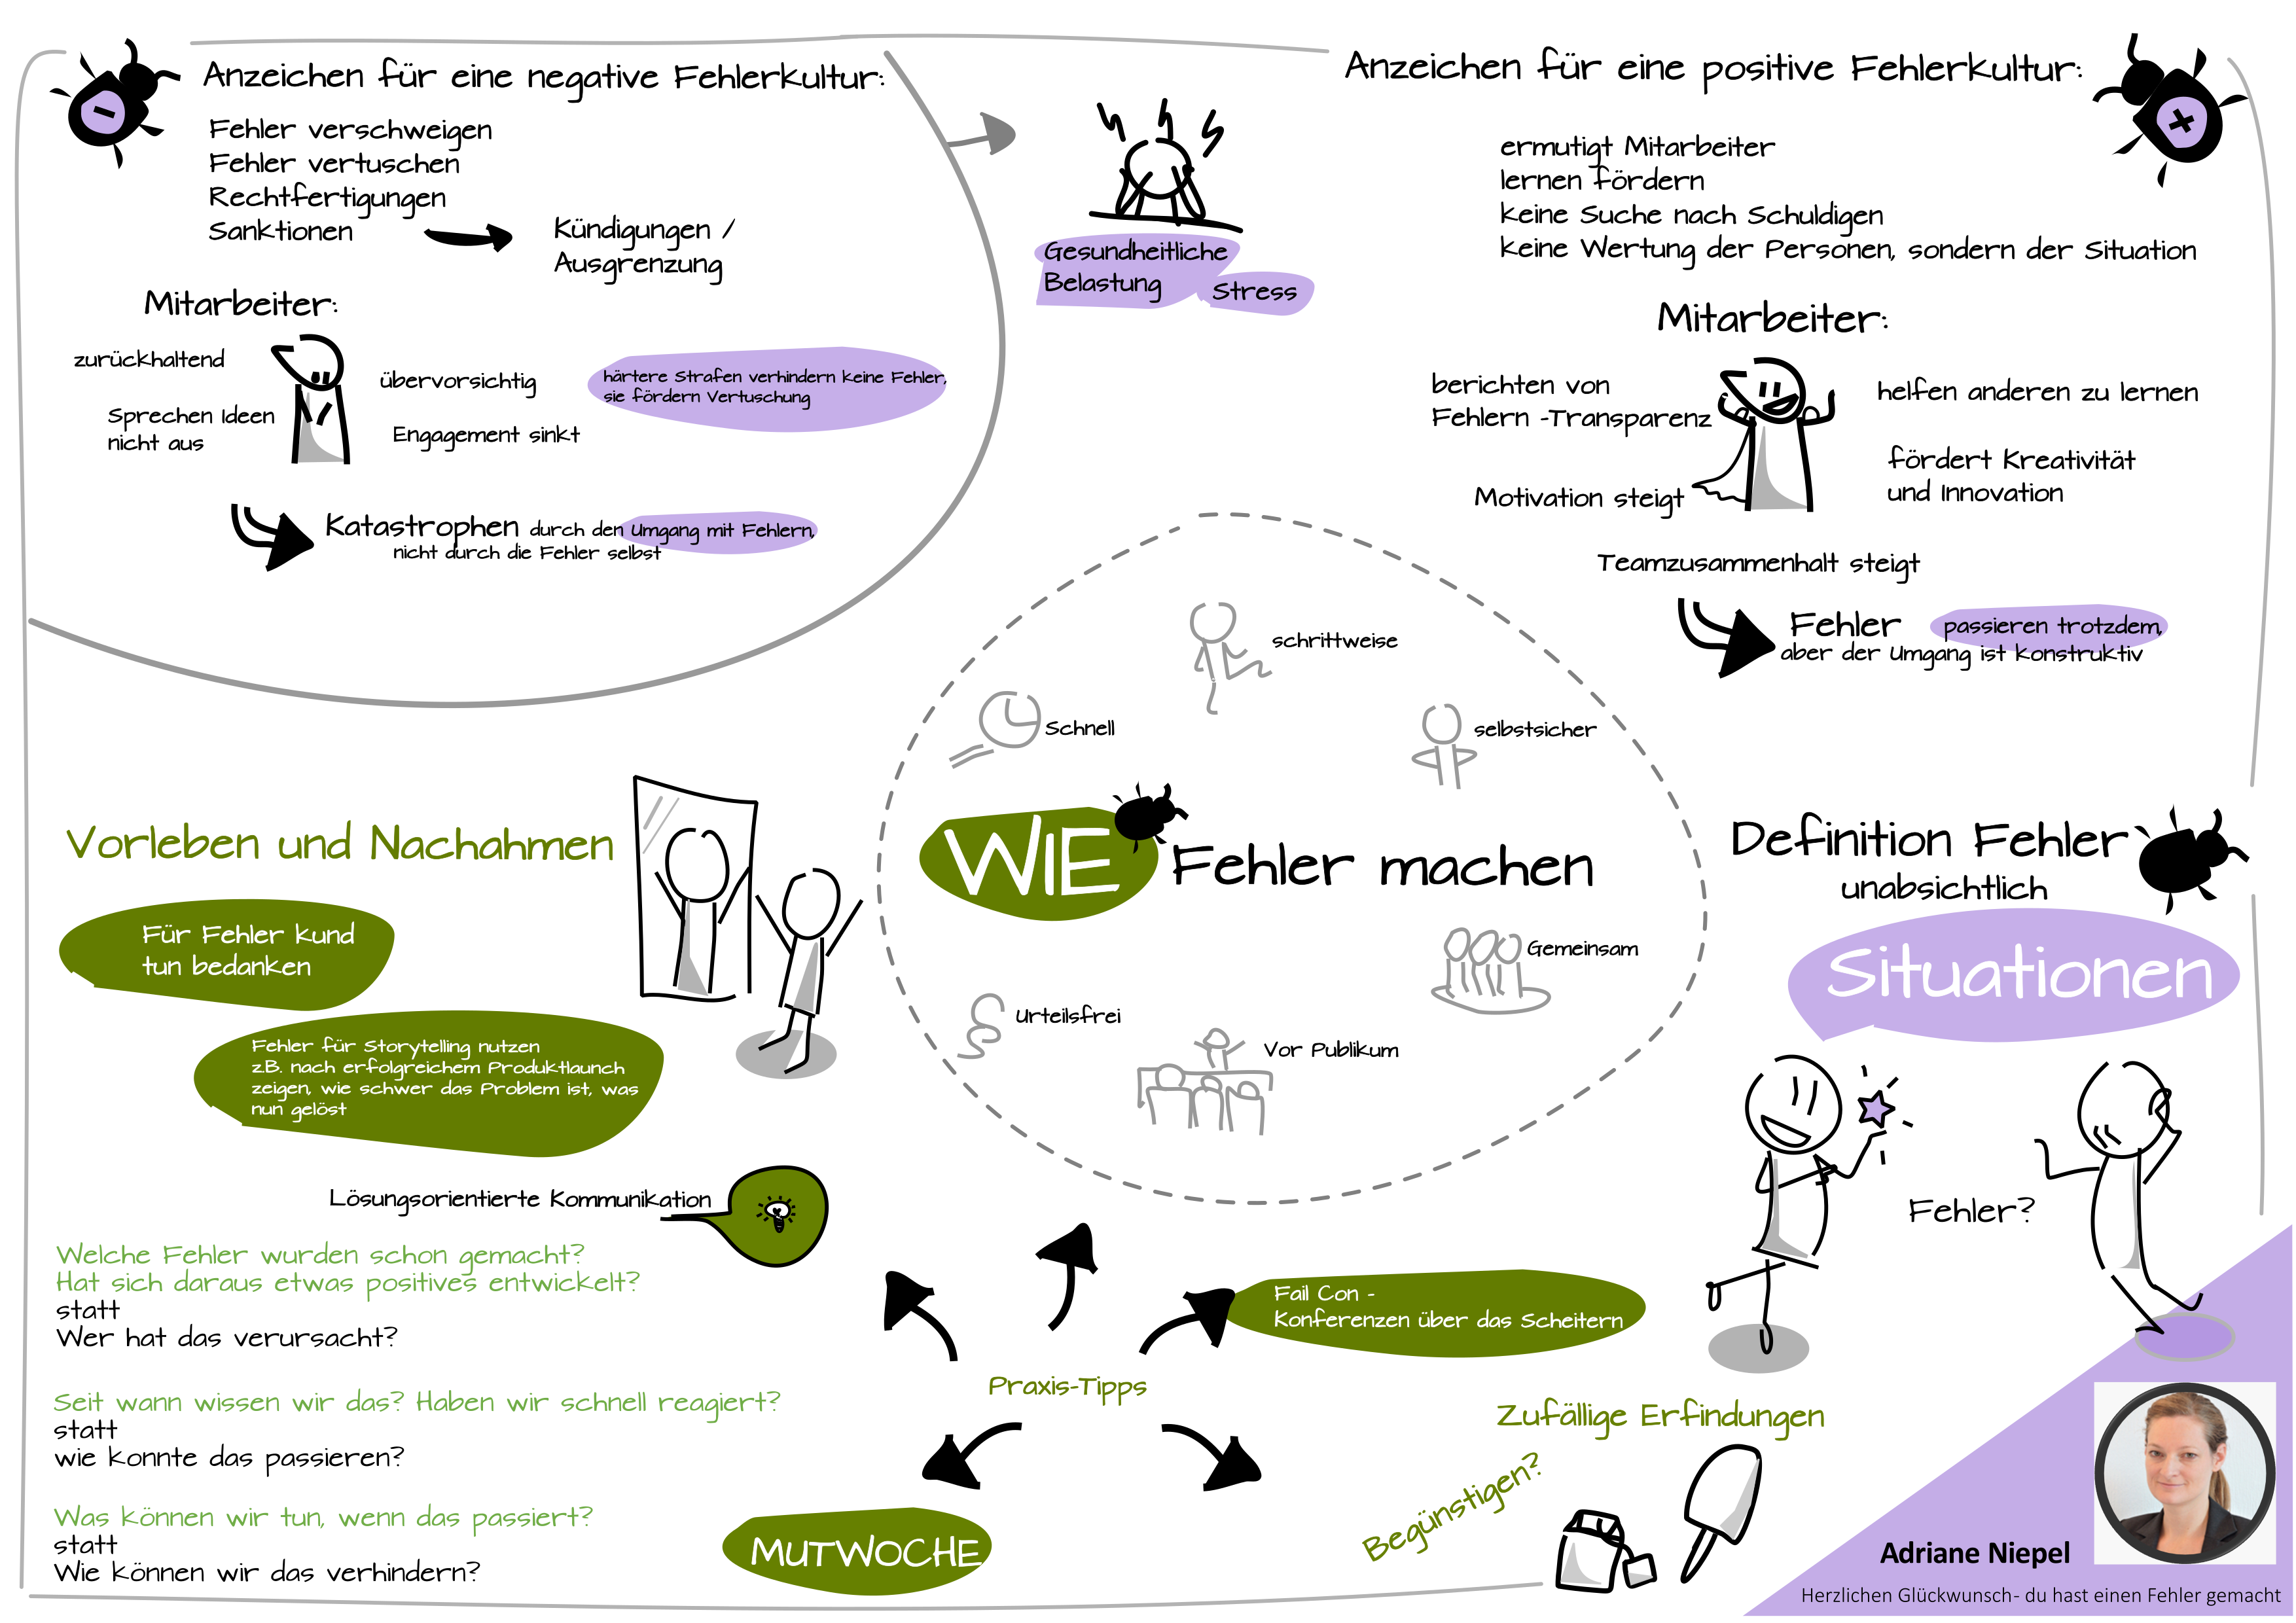 Anzeichen für eine negative Fehlerkultur:
Fehler verschweigen
Fehler vertuschen
Rechtfertigungen
Sanktionen
Kündigungen /
Ausgrenzung
Mitarbeiter:
zurückhaltend
Sprechen Ideen
nicht aus
übervorsichtig
Engagement sinkt
härtere Strafen verhindern keine Fehler,
sie fördern Vertuschung
Katastrophen durch den Umgang mit Fehlern,
nicht durch die Fehler selbst
Gesundheitliche
Belastung
Stress
Anzeichen für eine positive Fehlerkultur:
ermutigt Mitarbeiter
lernen fördern
keine Suche nach Schuldigen
keine Wertung der Personen, sondern der Situation
Mitarbeiter:
berichten von
Fehlern -Transparenz
Motivation steigt
helfen anderen zu lernen
fördert Kreativität
und Innovation
Teamzusammenhalt steigt
Fehler passieren trotzdem,
aber der Umgang ist konstruktiv
schrittweise
Schnell
selbstsicher
WIE Fehler machen
Gemeinsam
Urteilsfrei
Vor Publikum
Vorleben und Nachahmen
Für Fehler kund
tun bedanken
Fehler für Storytelling nutzen
z.B. nach erfolgreichem Produktlaunch
zeigen, wie schwer das Problem ist, was
nun gelöst
Lösungsorientierte Kommunikation
Welche Fehler wurden schon gemacht?
Hat sich daraus etwas positives entwickelt?
statt
Wer hat das verursacht?
Seit wann wissen wir das? Haben wir schnell reagiert?
statt
wie konnte das passieren?
Was können wir tun, wenn das passiert?
statt
Wie können wir das verhindern?
Praxis-Tipps
Fail Con -
Konferenzen über das Scheitern
MUTWOCHE
Zufällige Erfindungen
Begünstigen?
Definition Fehler
unabsichtlich
Situationen
Fehler?
Adriane Niepel
Herzlichen Glückwunsch- du hast einen Fehler gemacht